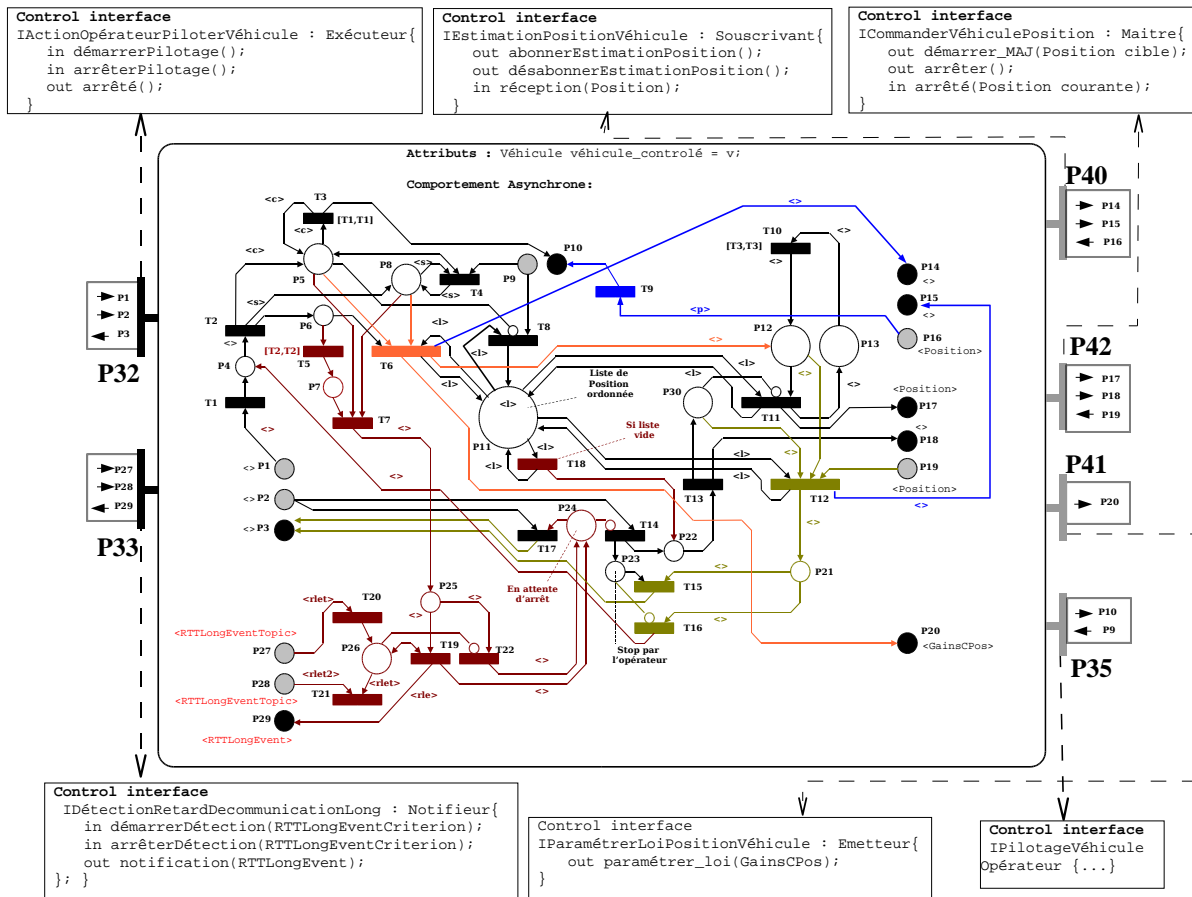 Control interface
IActionOpérateurPiloterVéhicule : Exécuteur{
in démarrerPilotage();
in arrêterPilotage();
out arrêté();
}
Control interface
IEstimationPositionVéhicule : Souscrivant{
out abonnerEstimationPosition();
out désabonnerEstimationPosition();
in réception(Position);
}
Control interface
ICommanderVéhiculePosition : Maitre{
out démarrer_MAJ(Position cible);
out arrêter();
in arrêté(Position courante);
}
Attributs : Véhicule véhicule_controlé = v;
Comportement Asynchrone:
P40
P14
P15
P16
P42
P17
P18
P19
P41
P20
P35
P10
P9
P1
P2
P3
P32
P27
P28
P29
P33
<c>
T3
[T1,T1]
<c>
<c>
P5
P8
<s>
<s>
T4
P9
P10
<>
T10
[T3,T3]
P14
<>
P15
<>
T9
<p>
P16
<Position>
<s>
T2
<>
P6
[T2,T2]
T5
<l>
T6
T8
<l>
<>
P12
P13
<>
<>
P4
P7
T1
T7
Liste de
Position
ordonnée
<l>
P11
<l>
<l>
P30
T11
<Position>
P17
<>
P18
<>
<>
<> P1
Si liste
vide
<l>
T18
<l>
<l>
<l>
P19
<Position>
T13
T12
<>
<> P2
<> P3
P24
T17
T14
P22
<>
P23
En attente
d'arrêt
T15
<>
P21
T16
<>
Stop par
l'opérateur
P25
<rlet>
T20
<>
<>
<RTTLongEventTopic>
P27
P26
T19
T22
<>
P28
<rlet2>
<rlet>
T21
<rle>
<>
<RTTLongEventTopic>
P29
<RTTLongEvent>
P20
<GainsCPos>
Control interface
IDétectionRetardDecommunicationLong : Notifieur{
in démarrerDétection(RTTLongEventCriterion);
in arrêterDétection(RTTLongEventCriterion);
out notification(RTTLongEvent);
}; }
Control interface
IParamétrerLoiPositionVéhicule : Emetteur{
out paramétrer_loi(GainsCPos);
}
Control interface
IPilotageVéhicule
Opérateur {...}